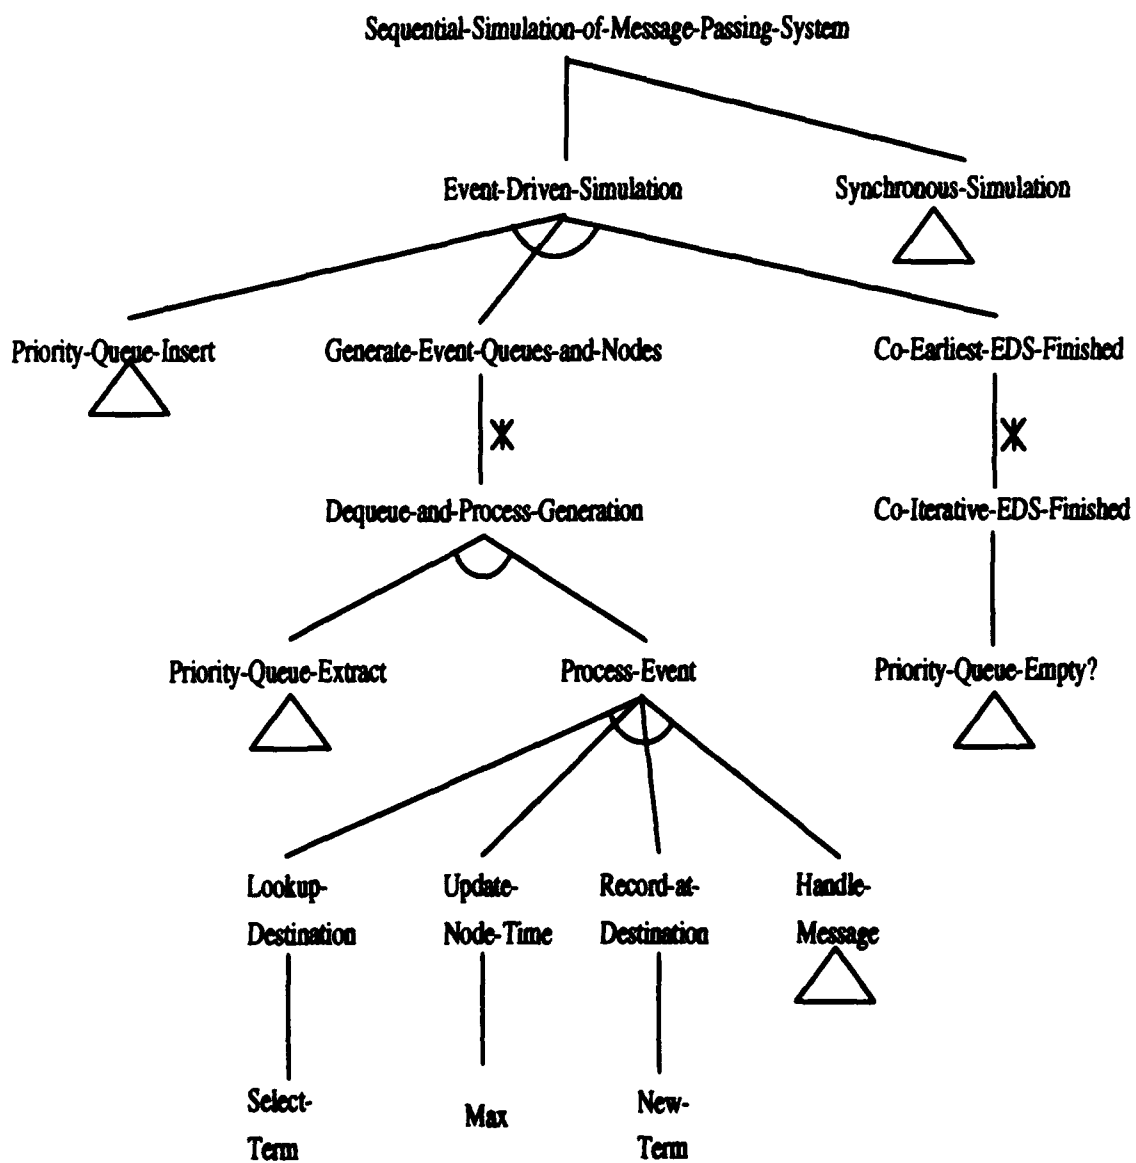 Sequential-Simulation-of-Message-Passing-System
Event-Driven-Simulation
Synchronous-Simulation
Priority-Queue-Insert
Generate-Event-Queues-and-Nodes
Co-Earliest-EDS-Finished
Dequeue-and-Process-Generation
Co-Iterative-EDS-Finished
Priority-Queue-Extract
Process-Event
Priority-Queue-Empty?
Lookup-
Destination
Update-
Node-Time
Record-at-
Destination
Handle-
Message
Select-
Term
Max
New-
Term